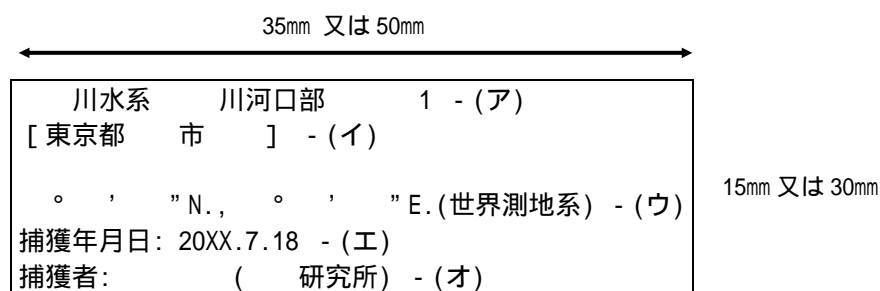 35㎜ 又は 50㎜
川水系 川河口部 1 - (ア)
[東京都 市 ] - (イ)
° ’ ”N., ° ’ ”E.(世界測地系) - (ウ)
15㎜ 又は 30㎜
捕獲年月日: 20XX.7.18 - (エ)
捕獲者: ( 研究所) - (オ)